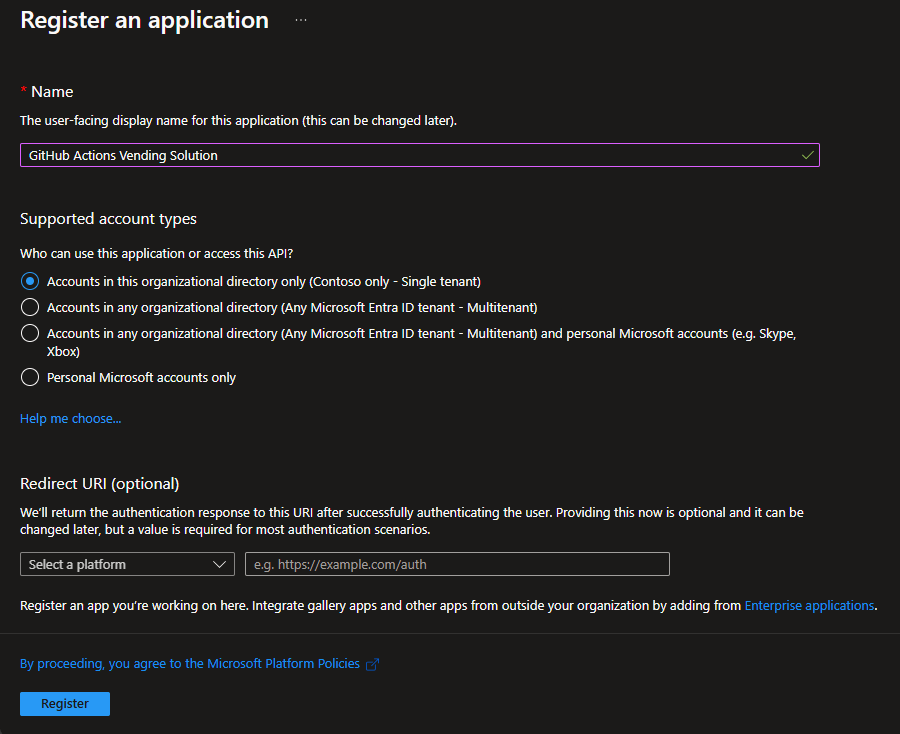 Register an application ...
* Name
The user-facing display name for this application (this can be changed later).
GitHub Actions Vending Solution
Supported account types
Who can use this application or access this API?
Accounts in this organizational directory only (Contoso only - Single tenant)
Accounts in any organizational directory (Any Microsoft Entra ID tenant - Multitenant)
Accounts in any organizational directory (Any Microsoft Entra ID tenant - Multitenant) and personal Microsoft accounts (e.g. Skype,
Xbox)
Personal Microsoft accounts only
Help me choose...
Redirect URI (optional)
We'll return the authentication response to this URI after successfully authenticating the user. Providing this now is optional and it can be
changed later, but a value is required for most authentication scenarios.
Select a platform
e.g. https://example.com/auth
Register an app you're working on here. Integrate gallery apps and other apps from outside your organization by adding from Enterprise applications.
By proceeding, you agree to the Microsoft Platform Policies
Register